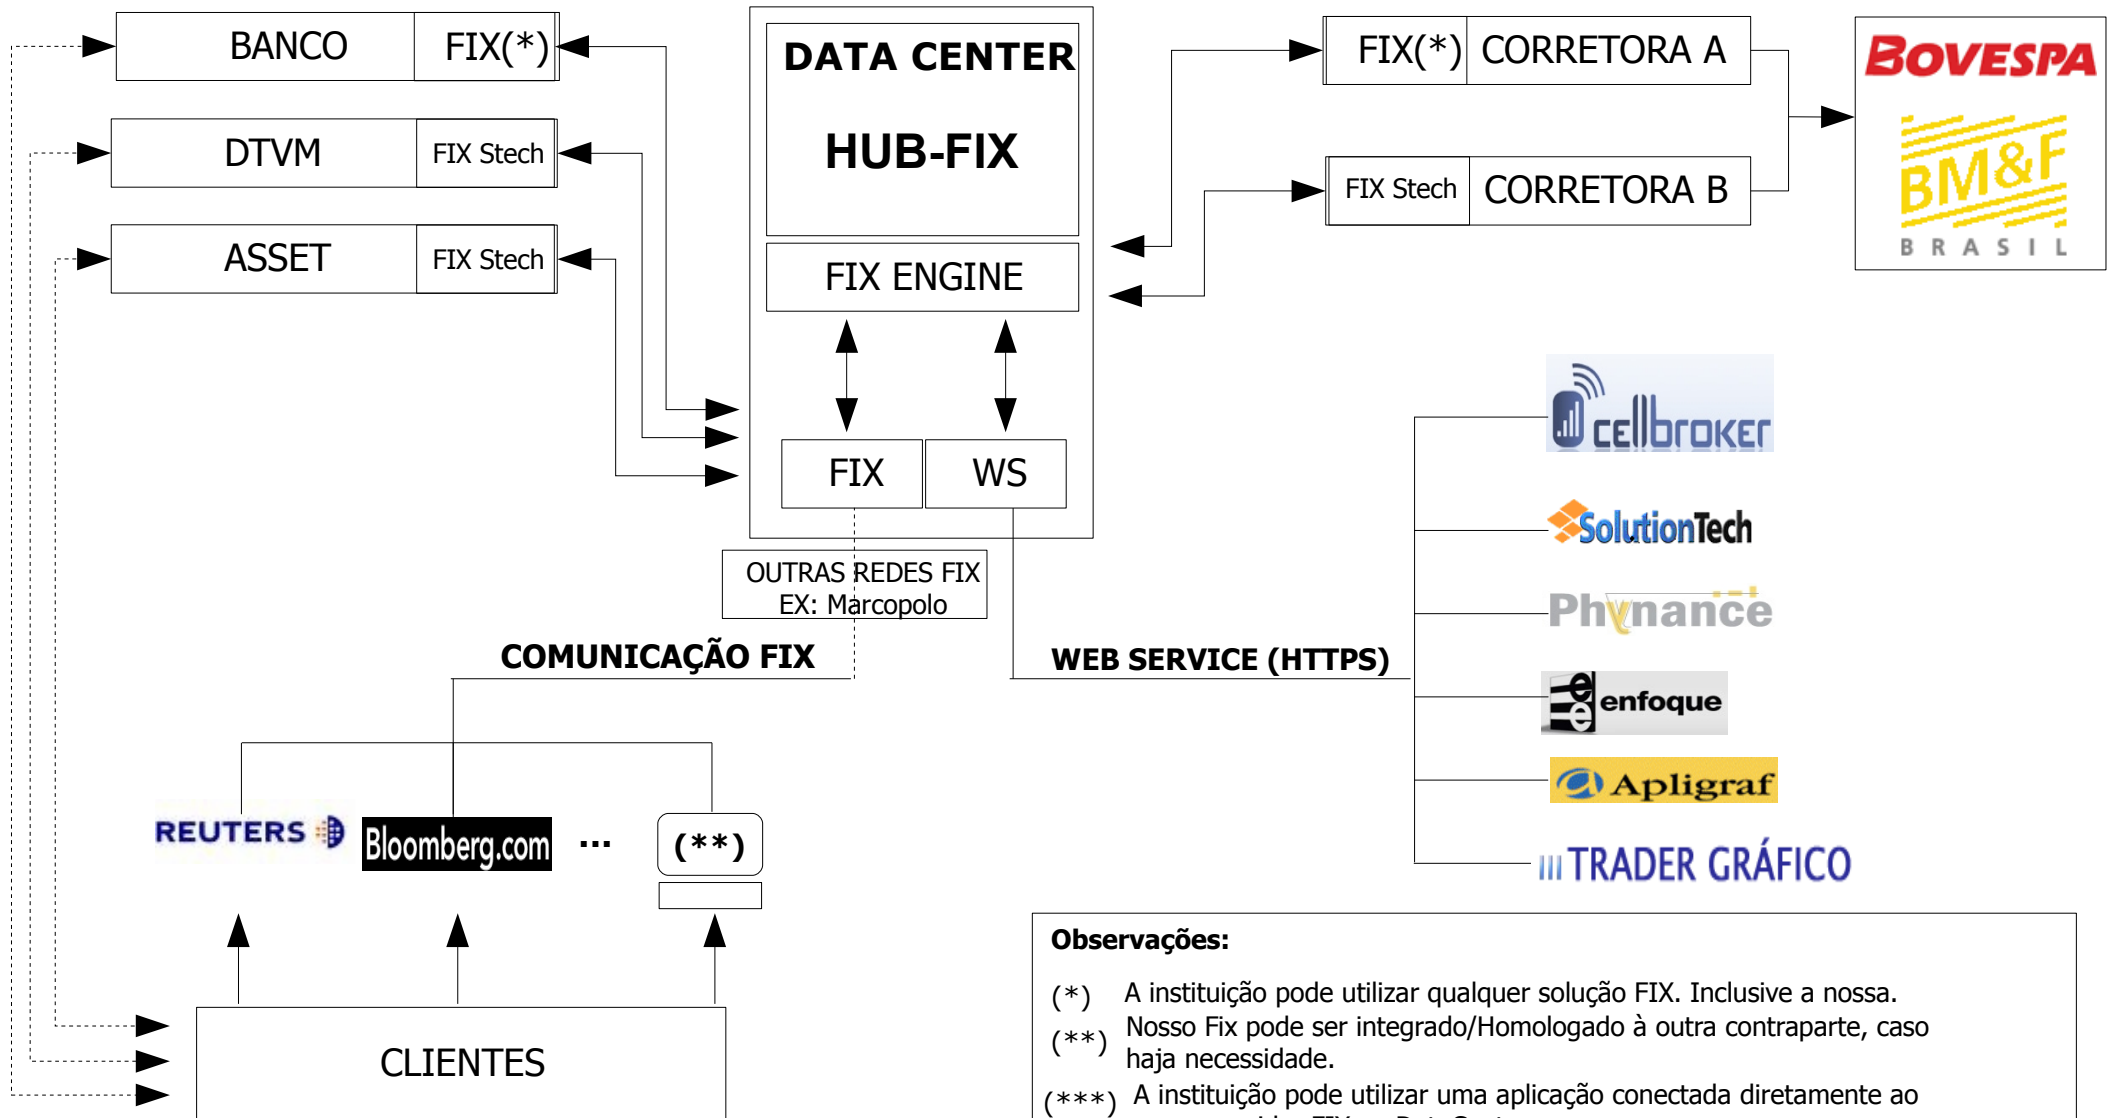 BANCO
FIX(*)
DTVM
FIX Stech
ASSET
FIX Stech
DATA CENTER
HUB-FIX
FIX ENGINE
FIX
WS
FIX(*)
CORRETORA A
FIX Stech
CORRETORA B
BOVESPA
BM&F
BRASIL
OUTRAS REDES FIX
EX: Marcopolo
COMUNICAÇÃO FIX
WEB SERVICE (HTTPS)
cellbroker
SolutionTech
Phynance
enfoque
Apligraf
TRADER GRÁFICO
REUTERS
Bloomberg.com
...
(**)
CLIENTES
Observações:
(*) A instituição pode utilizar qualquer solução FIX. Inclusive a nossa.
(**) Nosso Fix pode ser integrado/Homologado à outra contraparte, caso
haja necessidade.
(***) A instituição pode utilizar uma aplicação conectada diretamente ao